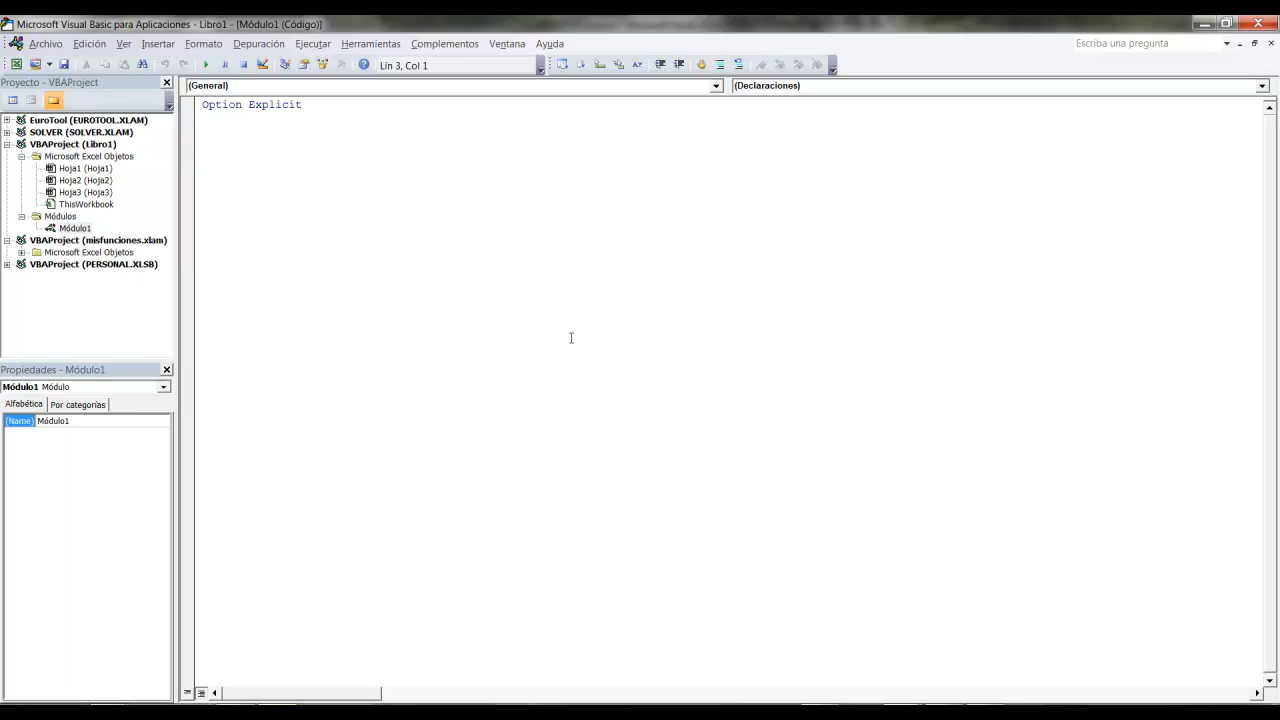 Microsoft Visual Basic para Aplicaciones - Libro1 - [Módulo1 (Código)]
Archivo Edición Ver Insertar Formato Depuración Ejecutar Herramientas Complementos Ventana Ayuda Escriba una pregunta
Lín 3, Col 1
Proyecto - VBAProject
(General) (Declaraciones)
Option Explicit
EuroTool (EUROTOOL.XLAM)
SOLVER (SOLVER.XLAM)
VBAProject (Libro1)
Microsoft Excel Objetos
Hoja1 (Hoja1)
Hoja2 (Hoja2)
Hoja3 (Hoja3)
ThisWorkbook
Módulos
Módulo1
VBAProject (misfunciones.xlam)
Microsoft Excel Objetos
VBAProject (PERSONAL.XLSB)
Propiedades - Módulo1
Módulo1 Módulo
Alfabética Por categorías
(Name) Módulo1